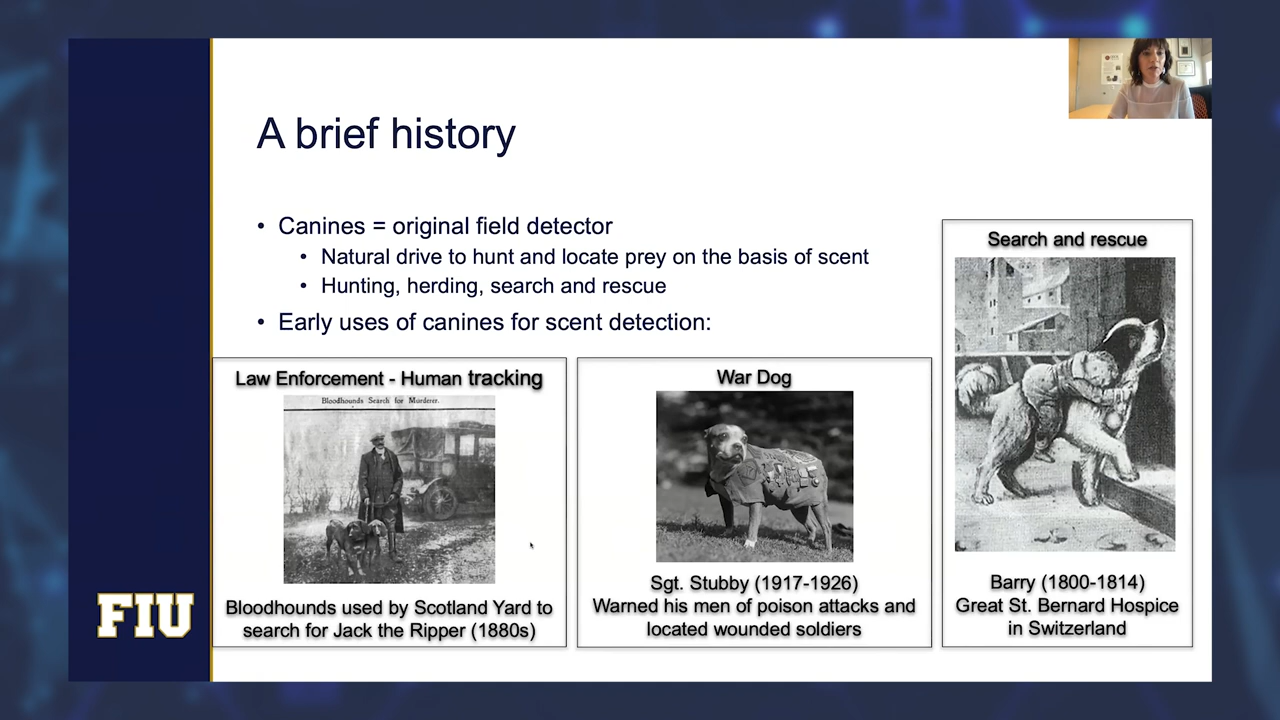 A brief history
• Canines = original field detector
• Natural drive to hunt and locate prey on the basis of scent
• Hunting, herding, search and rescue
• Early uses of canines for scent detection:
Law Enforcement - Human tracking
Bloodhounds Search for Murderer.
Bloodhounds used by Scotland Yard to
search for Jack the Ripper (1880s)
War Dog
Sgt. Stubby (1917-1926)
Warned his men of poison attacks and
located wounded soldiers
Search and rescue
Barry (1800-1814)
Great St. Bernard Hospice
in Switzerland
FIU